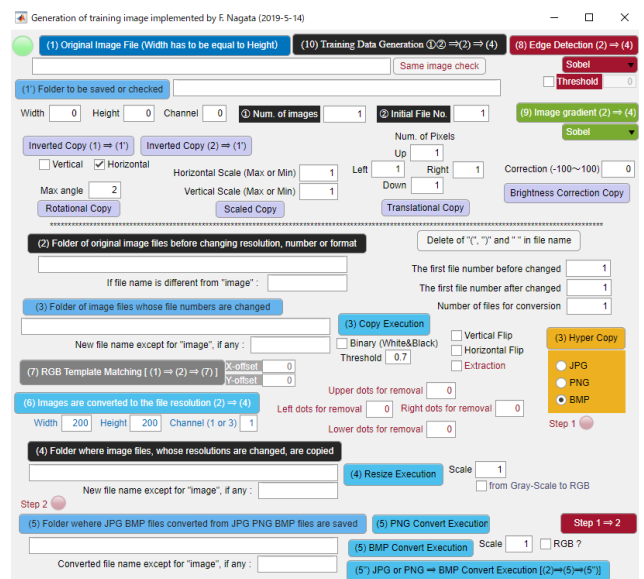 Generation of training image implemented by F. Nagata (2019-5-14)
(1) Original Image File (Width has to be equal to Height)
(10) Training Data Generation ①② ⇒(2) ⇒ (4)
(8) Edge Detection (2) ⇒ (4)
Same image check
Sobel
Threshold 0
(1') Folder to be saved or checked
Width 0 Height 0 Channel 0 ① Num. of images 1 ② Initial File No. 1
(9) Image gradient (2) ⇒ (4)
Sobel
Inverted Copy (1) ⇒ (1') Inverted Copy (2) ⇒ (1')
Num. of Pixels
Up 1
Vertical Horizontal
Horizontal Scale (Max or Min) 1
Left 1 Right 1
Correction (-100～100) 0
Max angle 2
Vertical Scale (Max or Min) 1
Down 1
Brightness Correction Copy
Rotational Copy Scaled Copy Translational Copy
(2) Folder of original image files before changing resolution, number or format
Delete of "(", ")" and " " in file name
If file name is different from "image" :
The first file number before changed 1
The first file number after changed 1
(3) Folder of image files whose file numbers are changed
Number of files for conversion 1
(3) Copy Execution
New file name except for "image", if any :
Binary (White&Black)
Threshold 0.7
Vertical Flip
Horizontal Flip
Extraction
(3) Hyper Copy
JPG
PNG
BMP
Step 1
(7) RGB Template Matching [ (1) ⇒ (2) ⇒ (7) ]
X-offset 0
Y-offset 0
(6) Images are converted to the file resolution (2) ⇒ (4)
Width 200 Height 200 Channel (1 or 3) 1
Upper dots for removal 0
Left dots for removal 0 Right dots for removal 0
Lower dots for removal 0
(4) Folder where image files, whose resolutions are changed, are copied
(4) Resize Execution Scale 1
New file name except for "image", if any :
from Gray-Scale to RGB
Step 2
(5) Folder wehere JPG BMP files converted from JPG PNG BMP files are saved
(5) PNG Convert Execution
Step 1 ⇒ 2
(5) BMP Convert Execution Scale 1 RGB ?
Converted file name except for "image", if any :
(5") JPG or PNG ⇒ BMP Convert Execution [(2)⇒(5)⇒(5")]